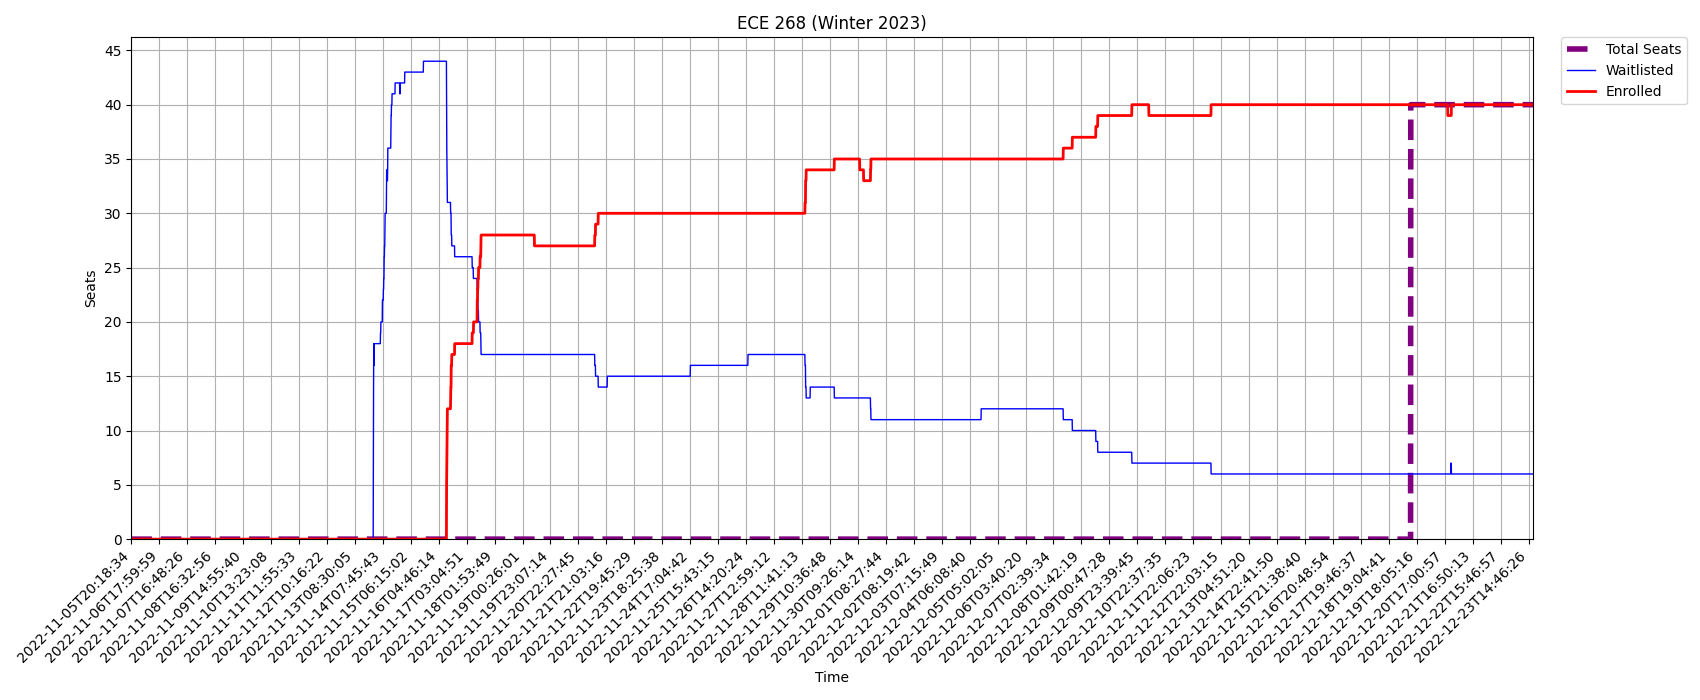 ECE 268 (Winter 2023)
Total Seats
Waitlisted
Enrolled
Seats
45
40
35
30
25
20
15
10
5
0
2022-11-05T20:18:34
2022-11-06T17:59:59
2022-11-07T16:48:26
2022-11-08T16:32:56
2022-11-09T14:55:40
2022-11-10T13:23:08
2022-11-11T11:55:33
2022-11-12T10:16:22
2022-11-13T08:30:05
2022-11-14T07:45:43
2022-11-15T06:15:02
2022-11-16T04:46:14
2022-11-17T03:04:51
2022-11-18T01:53:49
2022-11-19T00:26:01
2022-11-19T23:07:14
2022-11-20T22:27:45
2022-11-21T21:03:16
2022-11-22T19:45:29
2022-11-23T18:25:38
2022-11-24T17:04:42
2022-11-25T15:43:15
2022-11-26T14:20:24
2022-11-27T12:59:12
2022-11-28T11:41:13
2022-11-29T10:36:48
2022-11-30T09:26:14
2022-12-01T08:27:44
2022-12-02T08:19:42
2022-12-03T07:15:49
2022-12-04T06:08:40
2022-12-05T05:02:05
2022-12-06T03:40:20
2022-12-07T02:39:34
2022-12-08T01:42:19
2022-12-09T00:47:28
2022-12-09T23:39:45
2022-12-10T22:37:35
2022-12-11T22:06:23
2022-12-12T22:03:15
2022-12-13T04:51:20
2022-12-14T22:41:50
2022-12-15T21:38:40
2022-12-16T20:48:54
2022-12-17T19:46:37
2022-12-18T19:04:41
2022-12-19T18:05:16
2022-12-20T17:00:57
2022-12-21T16:50:13
2022-12-22T15:46:57
2022-12-23T14:46:26
Time